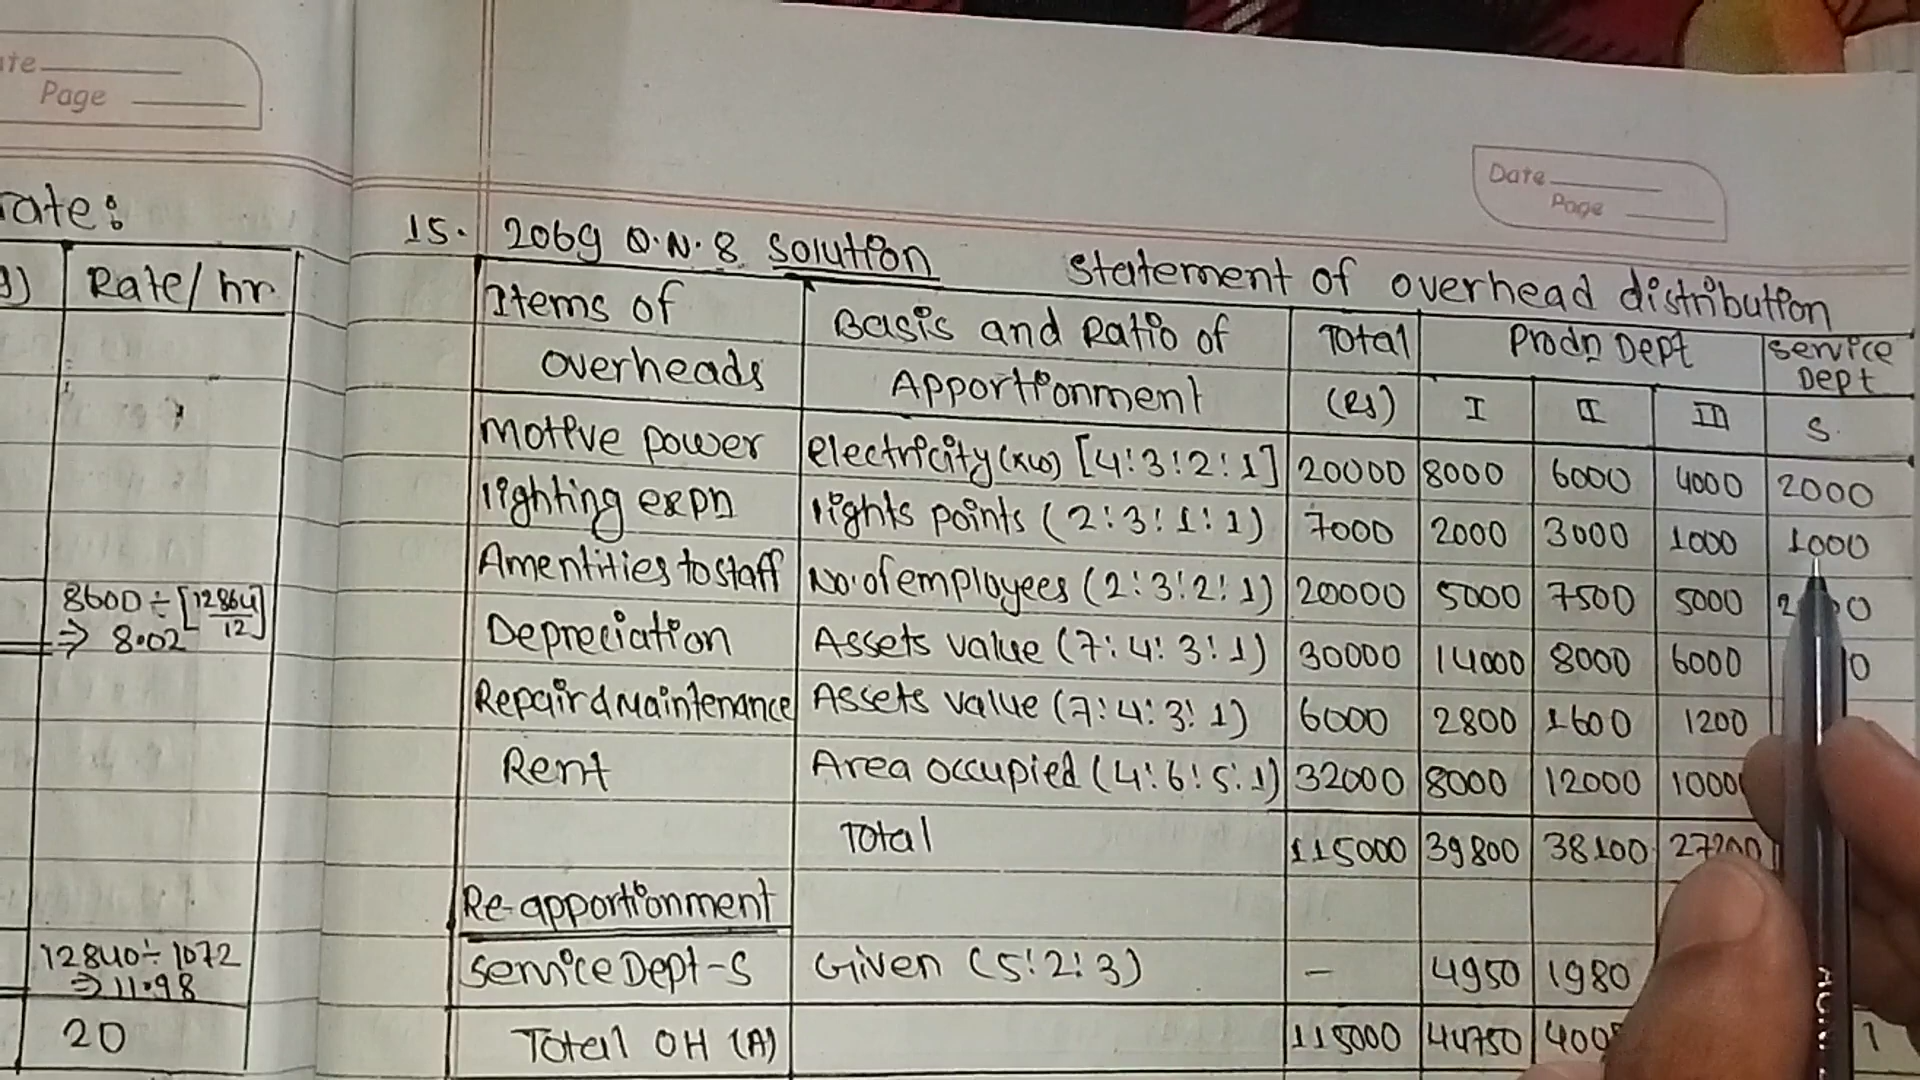 ate
Page
Date
Page
rate:
Rate/hr
8600÷[12864/12]
⇒ 8.02
12840÷1072
⇒11.98
20
15. 2069 Q.N.8 Solution Statement of overhead distribution
Items of overheads Basis and Ratio of Apportionment Total (Rs) Prodn Dept Service Dept
I II III S.
Motive power electricity (KW) [4:3:2:1] 20000 8000 6000 4000 2000
lighting expn lights points (2:3:1:1) 7000 2000 3000 1000 1000
Amentities to staff No. of employees (2:3:2:1) 20000 5000 7500 5000
Depreciation Assets value (7:4:3:1) 30000 14000 8000 6000
Repair & Maintenance Assets value (7:4:3:1) 6000 2800 1600 1200
Rent Area occupied (4:6:5:1) 32000 8000 12000 10000
Total 115000 39800 38100 27200
Re-apportionment
Service Dept-S Given (5:2:3) – 4950 1980
Total OH (A) 115000 44750 400